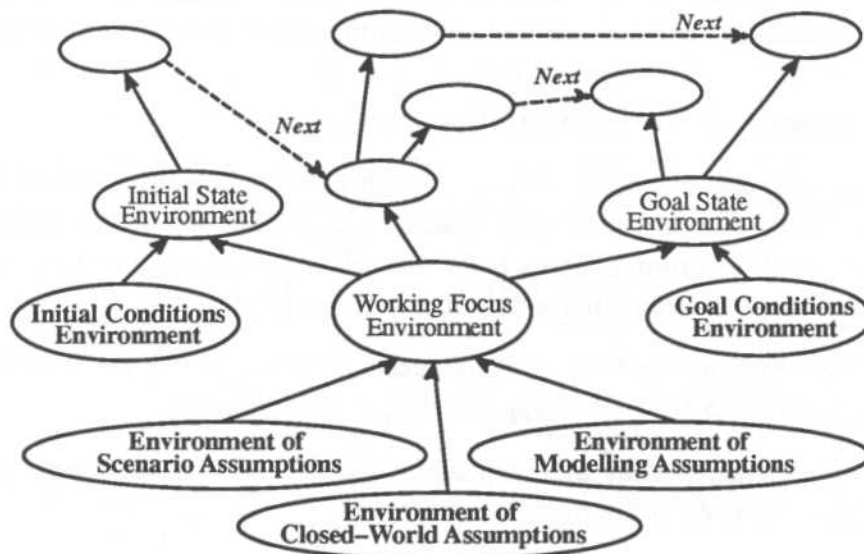 Next
Next
Next
Initial State
Environment
Goal State
Environment
Initial Conditions
Environment
Working Focus
Environment
Goal Conditions
Environment
Environment of
Scenario Assumptions
Environment of
Modelling Assumptions
Environment of
Closed–World Assumptions